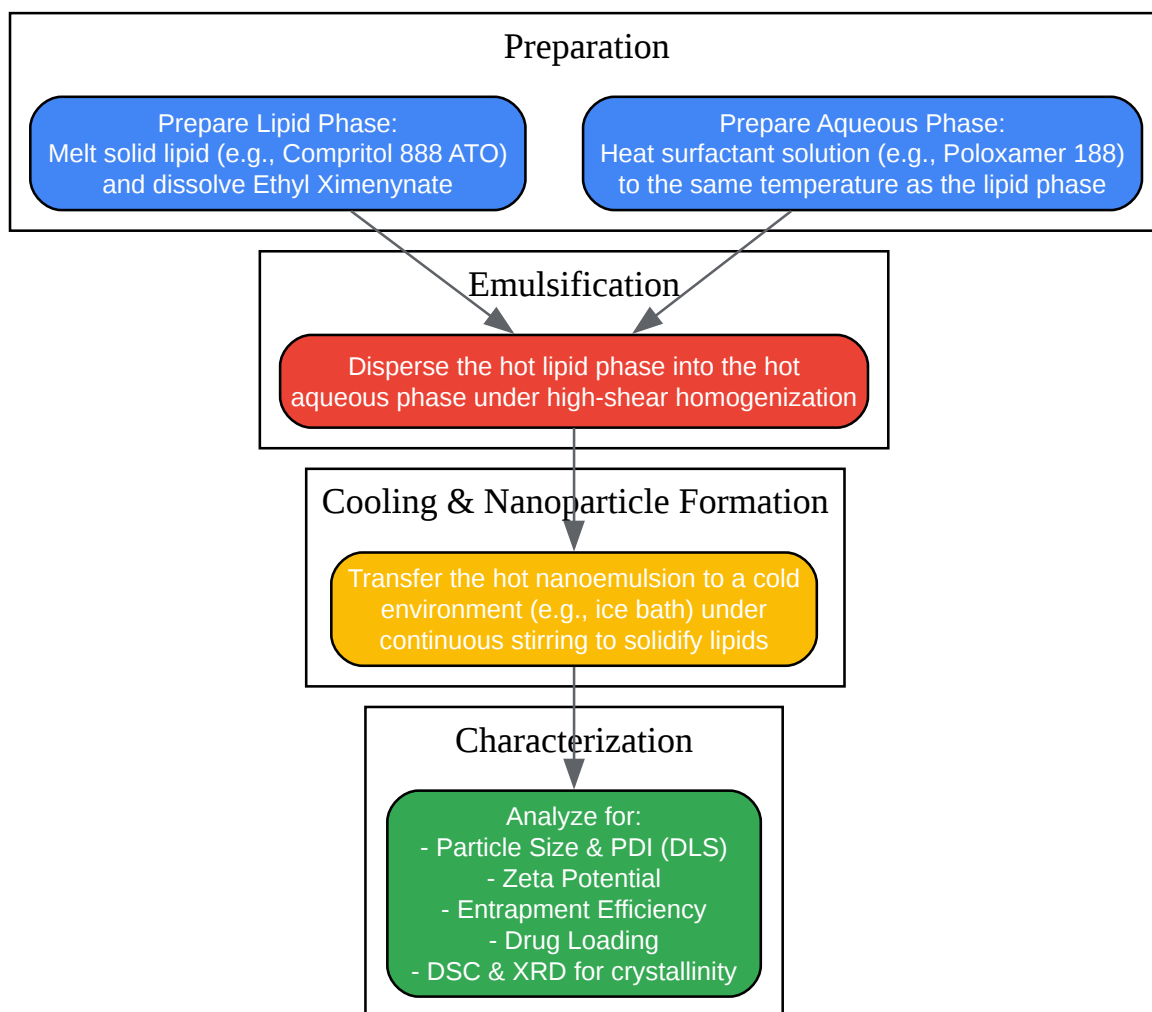 Preparation
Prepare Lipid Phase:
Melt solid lipid (e.g., Compritol 888 ATO)
and dissolve Ethyl Ximenynate
Prepare Aqueous Phase:
Heat surfactant solution (e.g., Poloxamer 188)
to the same temperature as the lipid phase
Emulsification
Disperse the hot lipid phase into the hot
aqueous phase under high-shear homogenization
Cooling & Nanoparticle Formation
Transfer the hot nanoemulsion to a cold
environment (e.g., ice bath) under
continuous stirring to solidify lipids
Characterization
Analyze for:
- Particle Size & PDI (DLS)
- Zeta Potential
- Entrapment Efficiency
- Drug Loading
- DSC & XRD for crystallinity